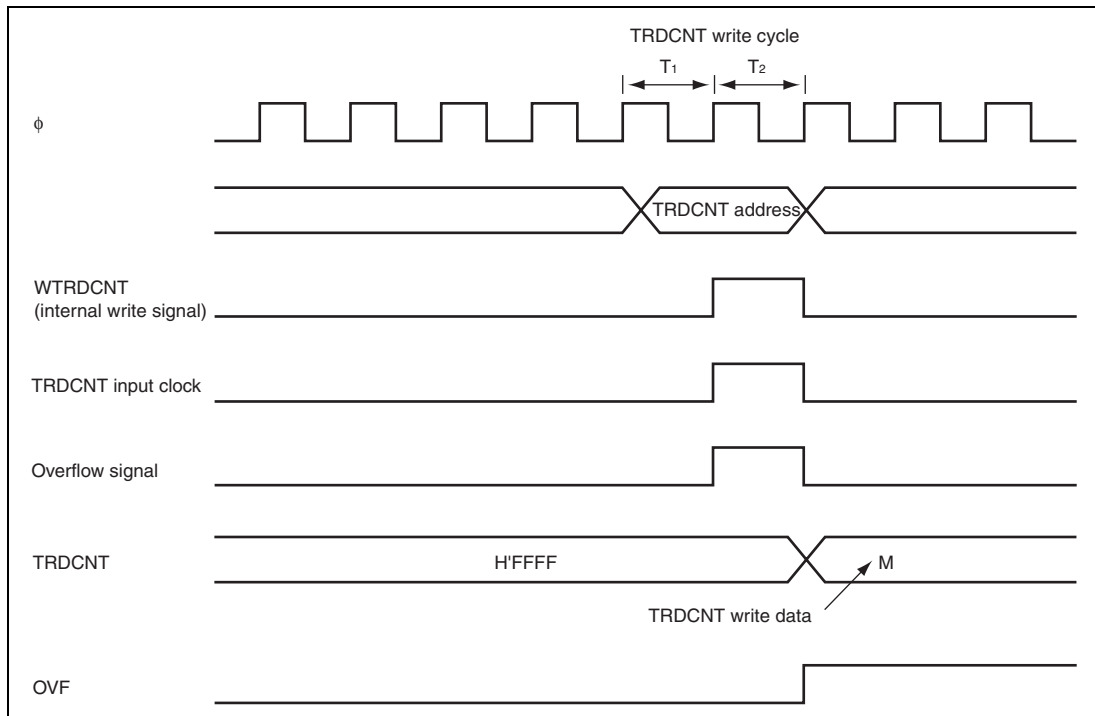 TRDCNT write cycle
T1 T2
ϕ
TRDCNT address
WTRDCNT
(internal write signal)
TRDCNT input clock
Overflow signal
TRDCNT H'FFFF M
TRDCNT write data
OVF